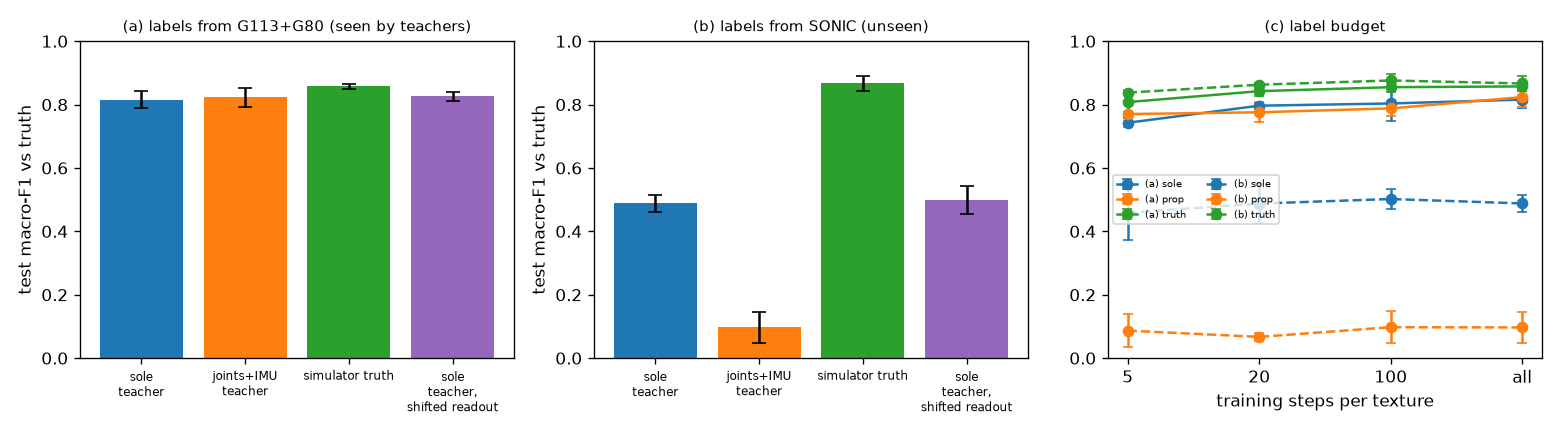 (a) labels from G113+G80 (seen by teachers)
test macro-F1 vs truth
1.0
0.8
0.6
0.4
0.2
0.0
sole
teacher
joints+IMU
teacher
simulator truth
sole
teacher,
shifted readout
(b) labels from SONIC (unseen)
test macro-F1 vs truth
1.0
0.8
0.6
0.4
0.2
0.0
sole
teacher
joints+IMU
teacher
simulator truth
sole
teacher,
shifted readout
(c) label budget
1.0
0.8
0.6
0.4
0.2
0.0
(a) sole
(a) prop
(a) truth
(b) sole
(b) prop
(b) truth
5 20 100 all
training steps per texture